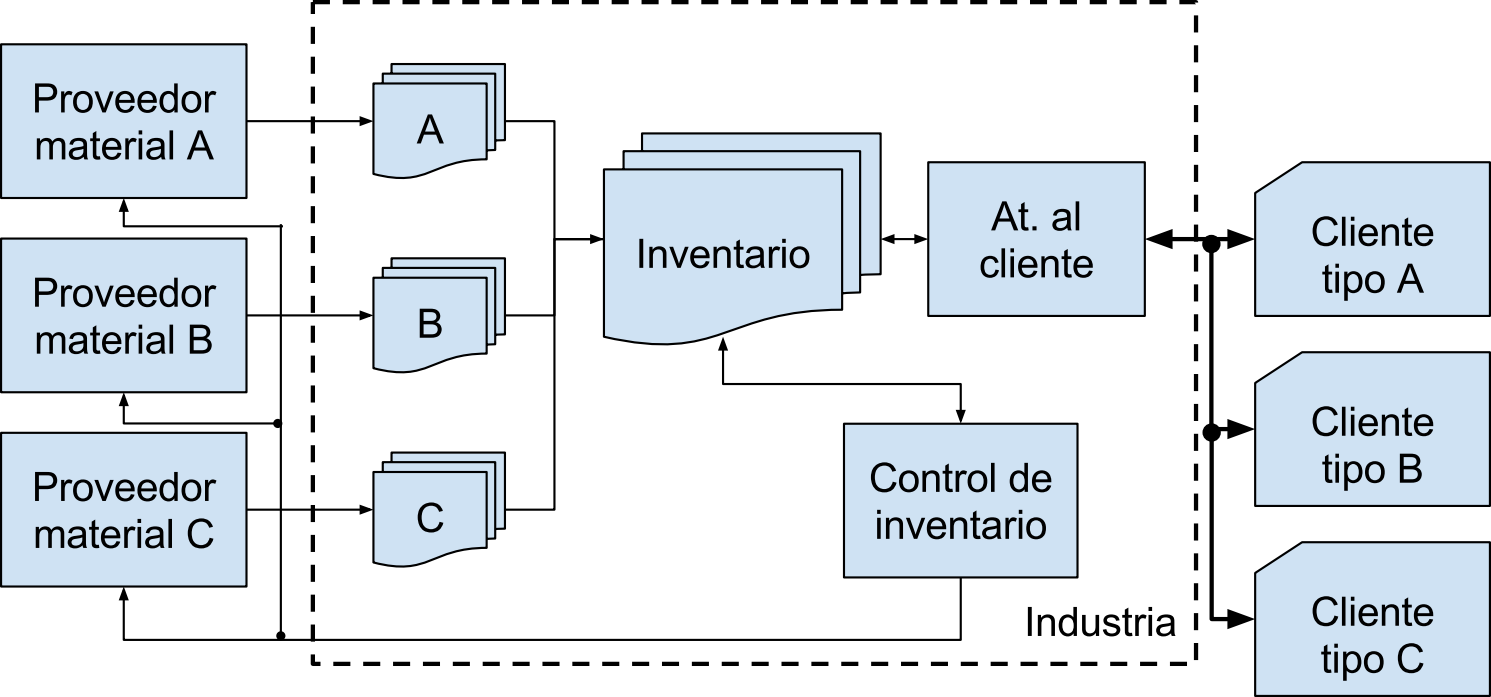 Proveedor
material A
Proveedor
material B
Proveedor
material C
A
B
C
Inventario
At. al
cliente
Control de
inventario
Industria
Cliente
tipo A
Cliente
tipo B
Cliente
tipo C